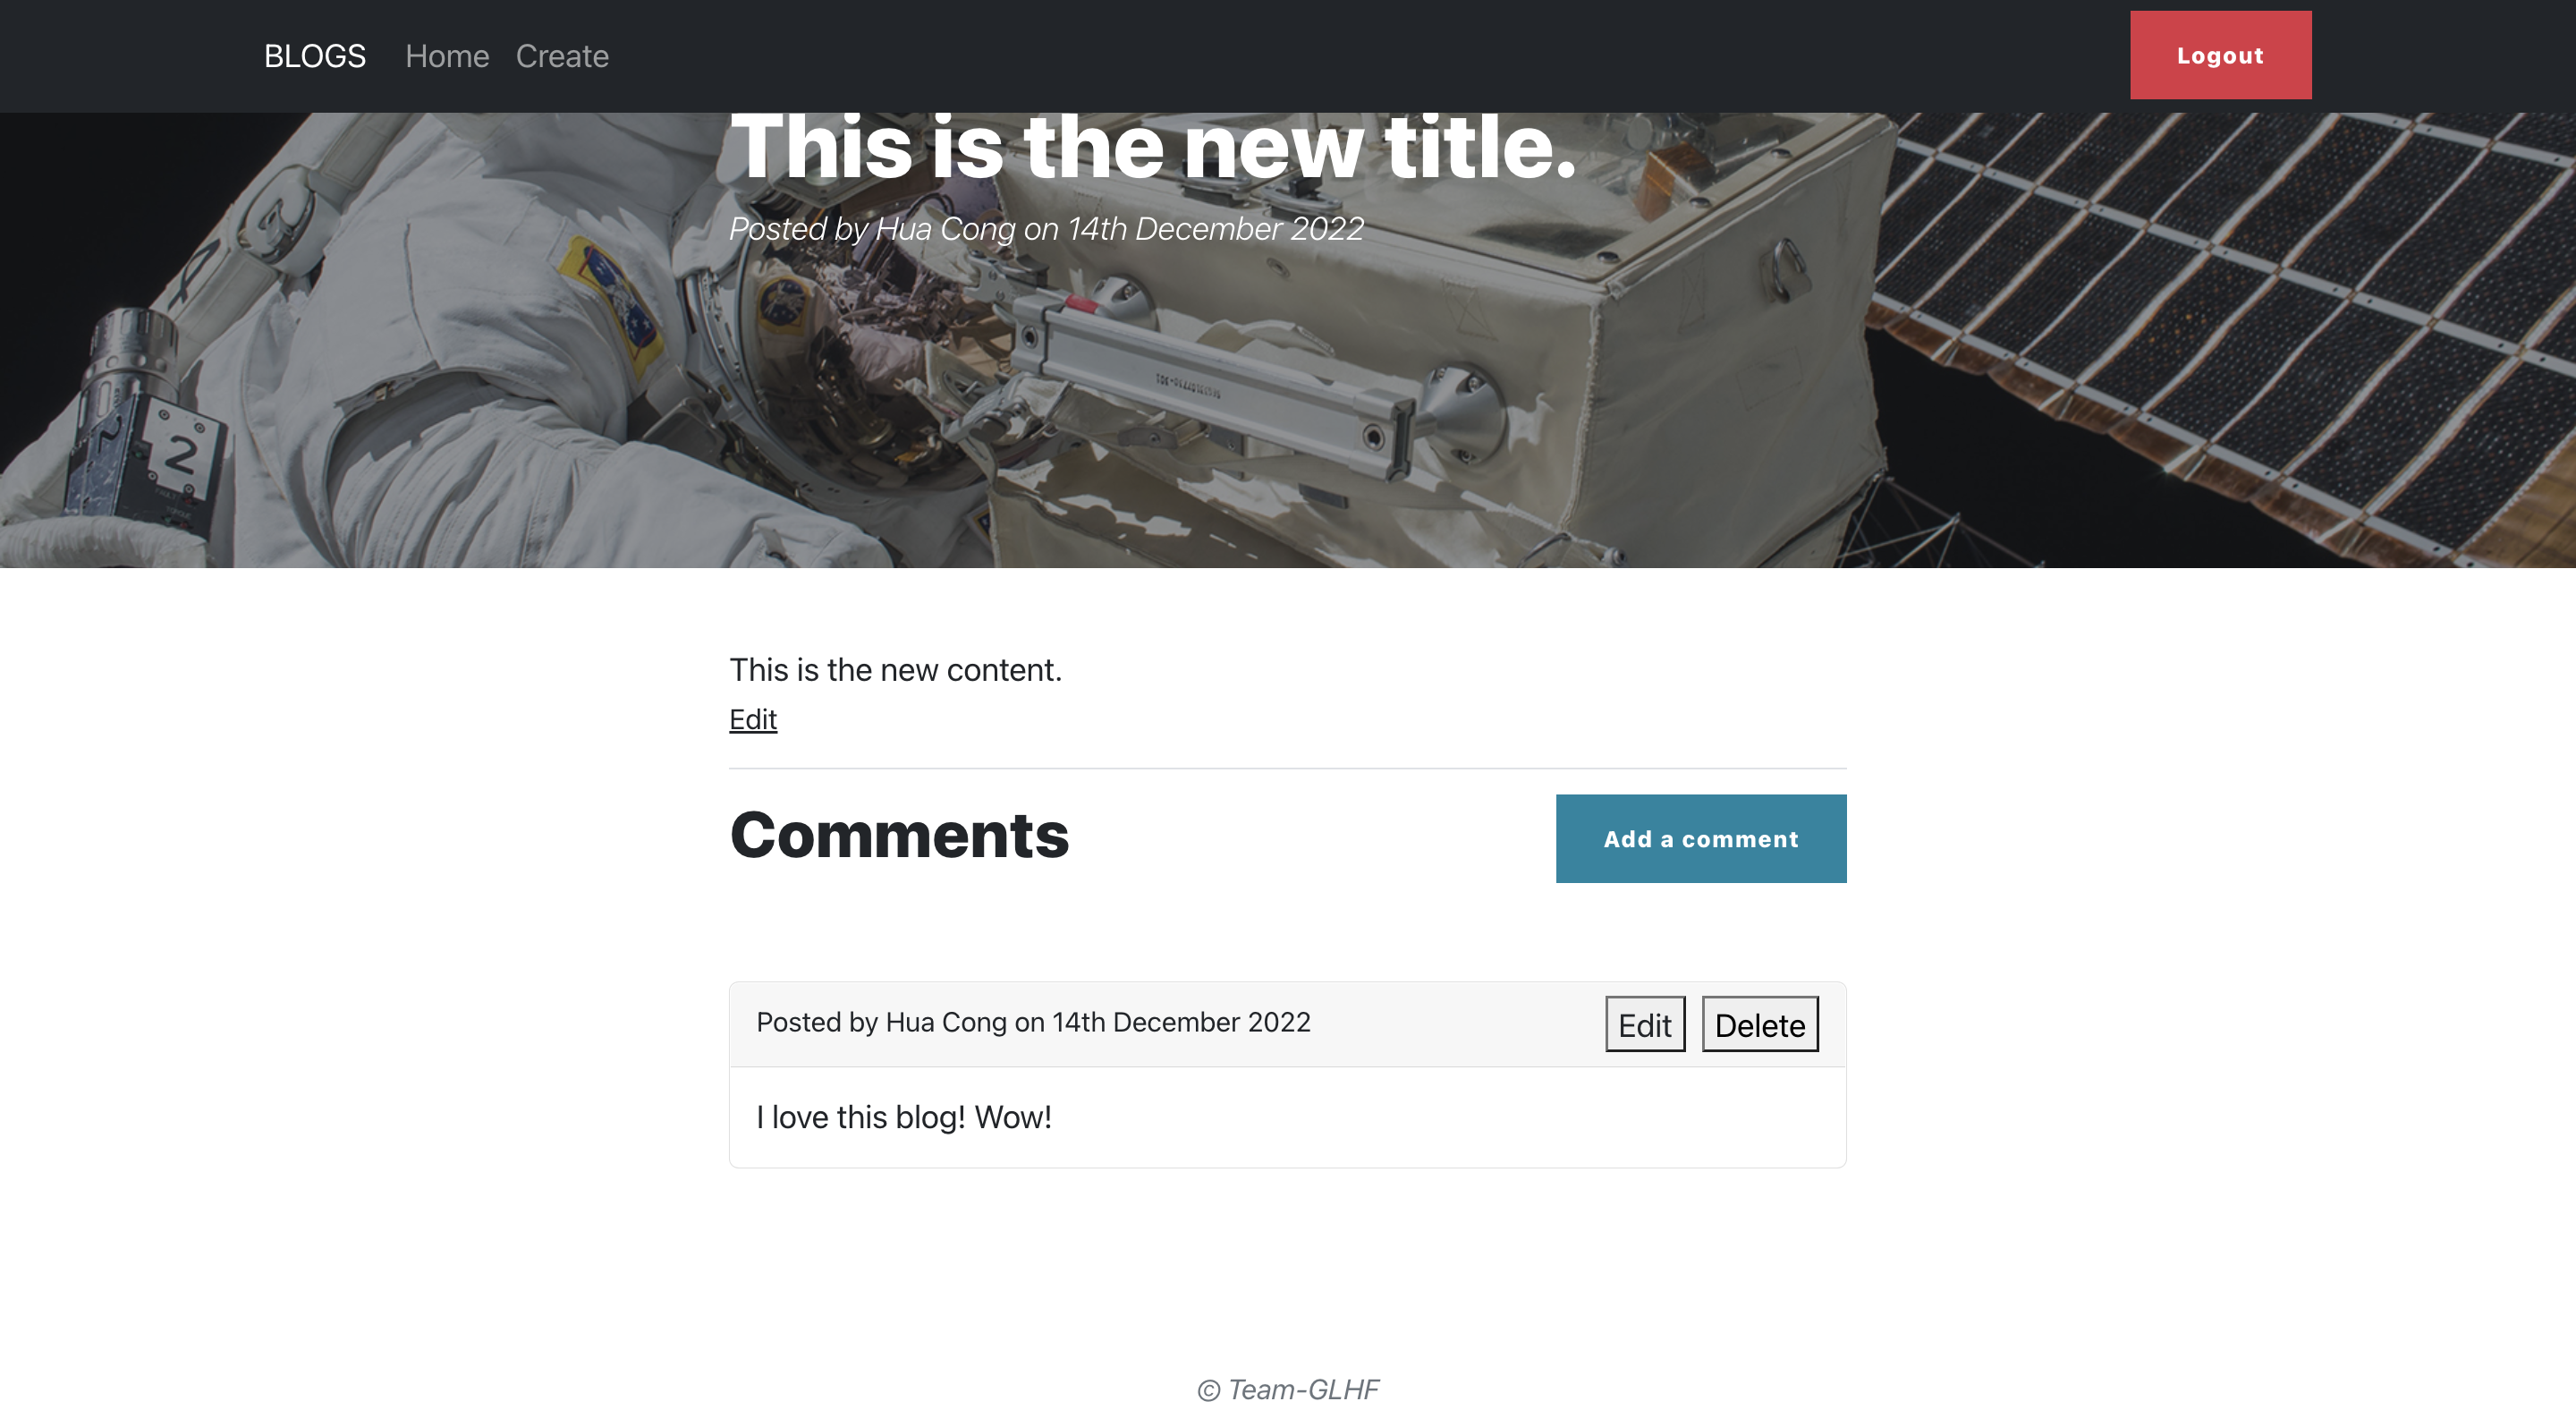 BLOGS Home Create Logout
This is the new title.
Posted by Hua Cong on 14th December 2022
2
This is the new content.
Edit
Comments Add a comment
Posted by Hua Cong on 14th December 2022 Edit Delete
I love this blog! Wow!
© Team-GLHF